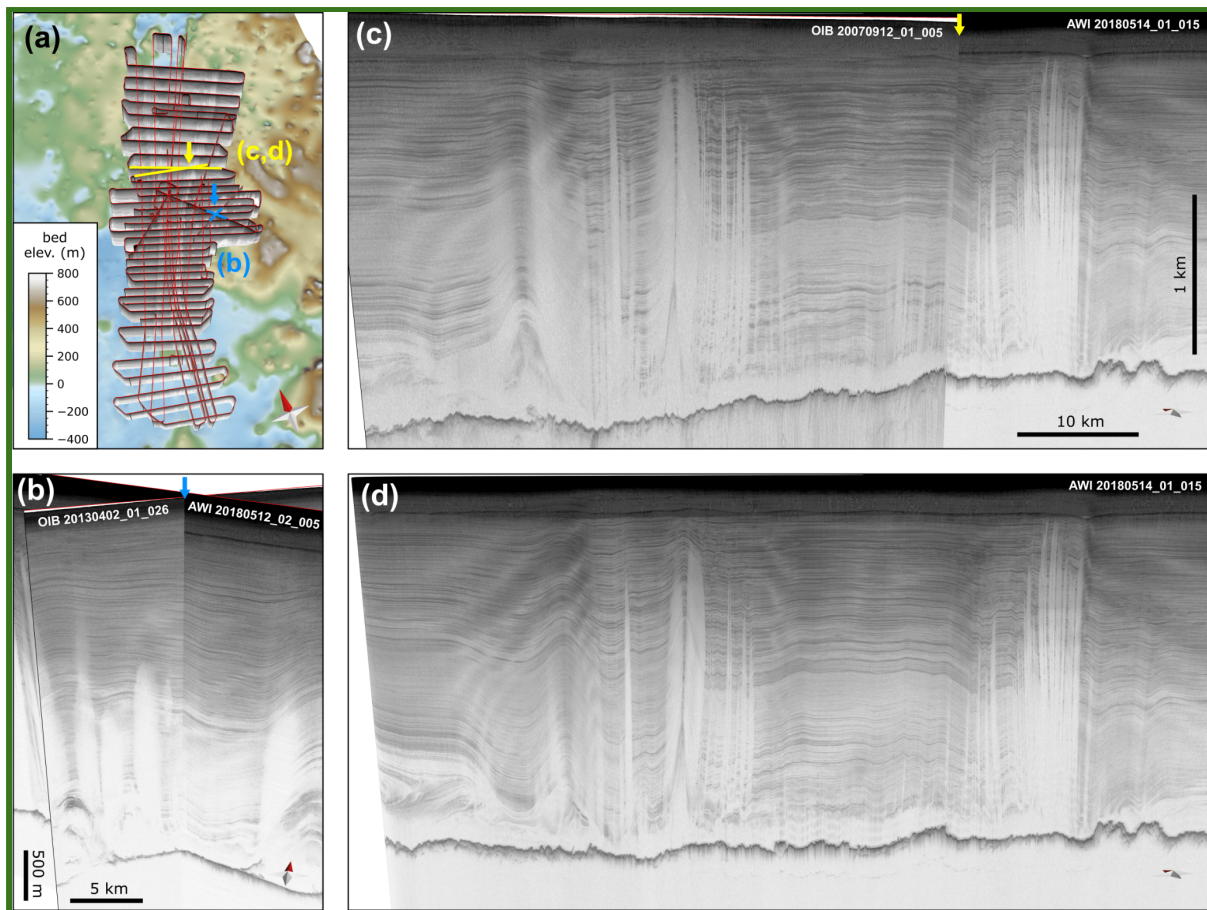 (a)
(c,d)
(b)
bed
elev. (m)
800
600
400
200
0
−200
−400
(c)
OIB 20070912_01_005
AWI 20180514_01_015
1 km
10 km
(b)
OIB 20130402_01_026
AWI 20180512_02_005
500 m
5 km
(d)
AWI 20180514_01_015